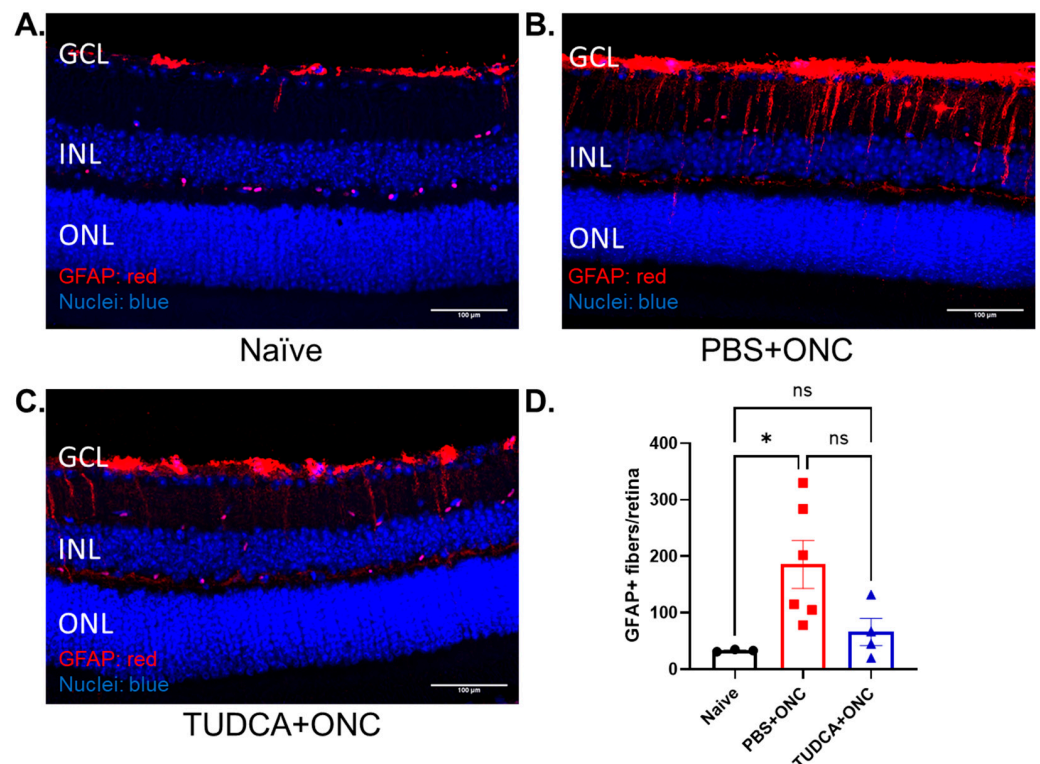 A.
GCL
INL
ONL
GFAP: red
Nuclei: blue
100 μm
Naïve
B.
GCL
INL
ONL
GFAP: red
Nuclei: blue
100 μm
PBS+ONC
C.
GCL
INL
ONL
GFAP: red
Nuclei: blue
100 μm
TUDCA+ONC
D.
ns
* ns
GFAP+ fibers/retina
400
300
200
100
0
Naïve
PBS+ONC
TUDCA+ONC